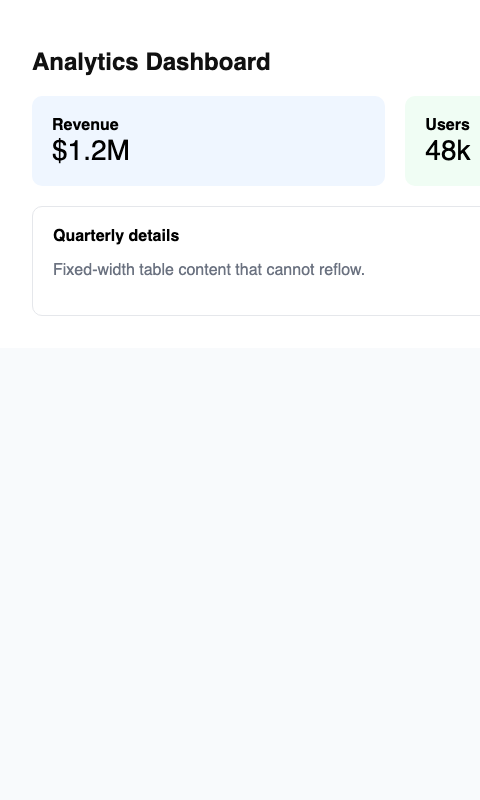 Analytics Dashboard
Revenue
$1.2M
Users
48k
Quarterly details
Fixed-width table content that cannot reflow.